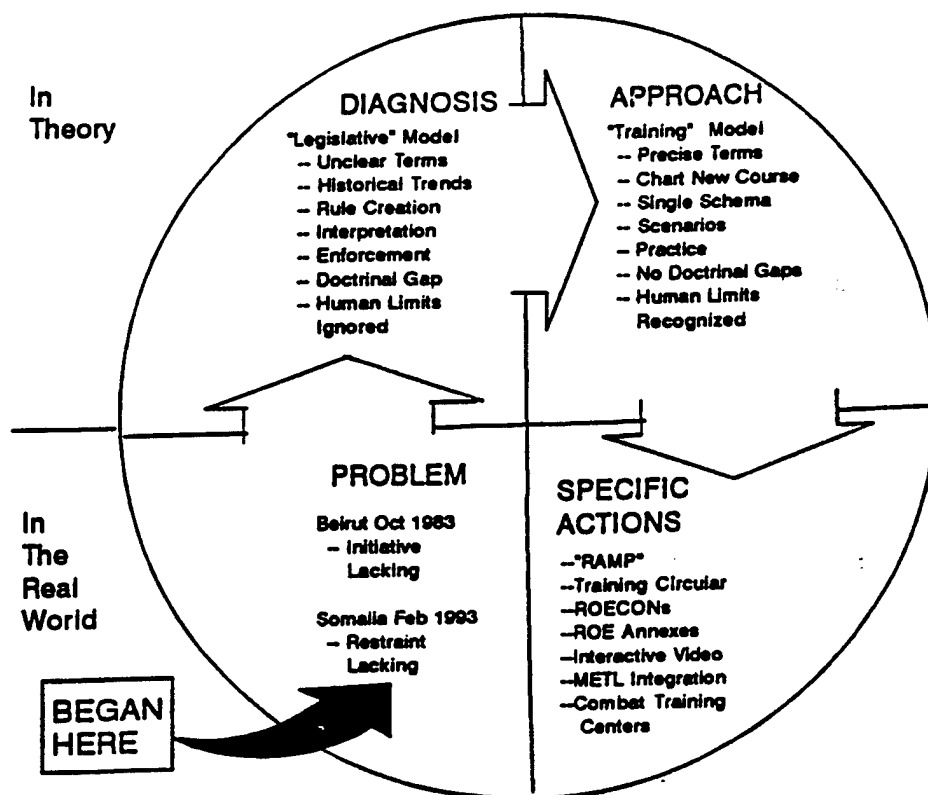 In
Theory
DIAGNOSIS
"Legislative" Model
-- Unclear Terms
-- Historical Trends
-- Rule Creation
-- Interpretation
-- Enforcement
-- Doctrinal Gap
-- Human Limits
Ignored
APPROACH
"Training" Model
-- Precise Terms
-- Chart New Course
-- Single Schema
-- Scenarios
-- Practice
-- No Doctrinal Gaps
-- Human Limits
Recognized
In
The
Real
World
PROBLEM
Beirut Oct 1983
-- Initiative
Lacking
Somalia Feb 1993
-- Restraint
Lacking
BEGAN
HERE
SPECIFIC
ACTIONS
--"RAMP"
--Training Circular
--ROECONs
--ROE Annexes
--Interactive Video
--METL Integration
--Combat Training
Centers